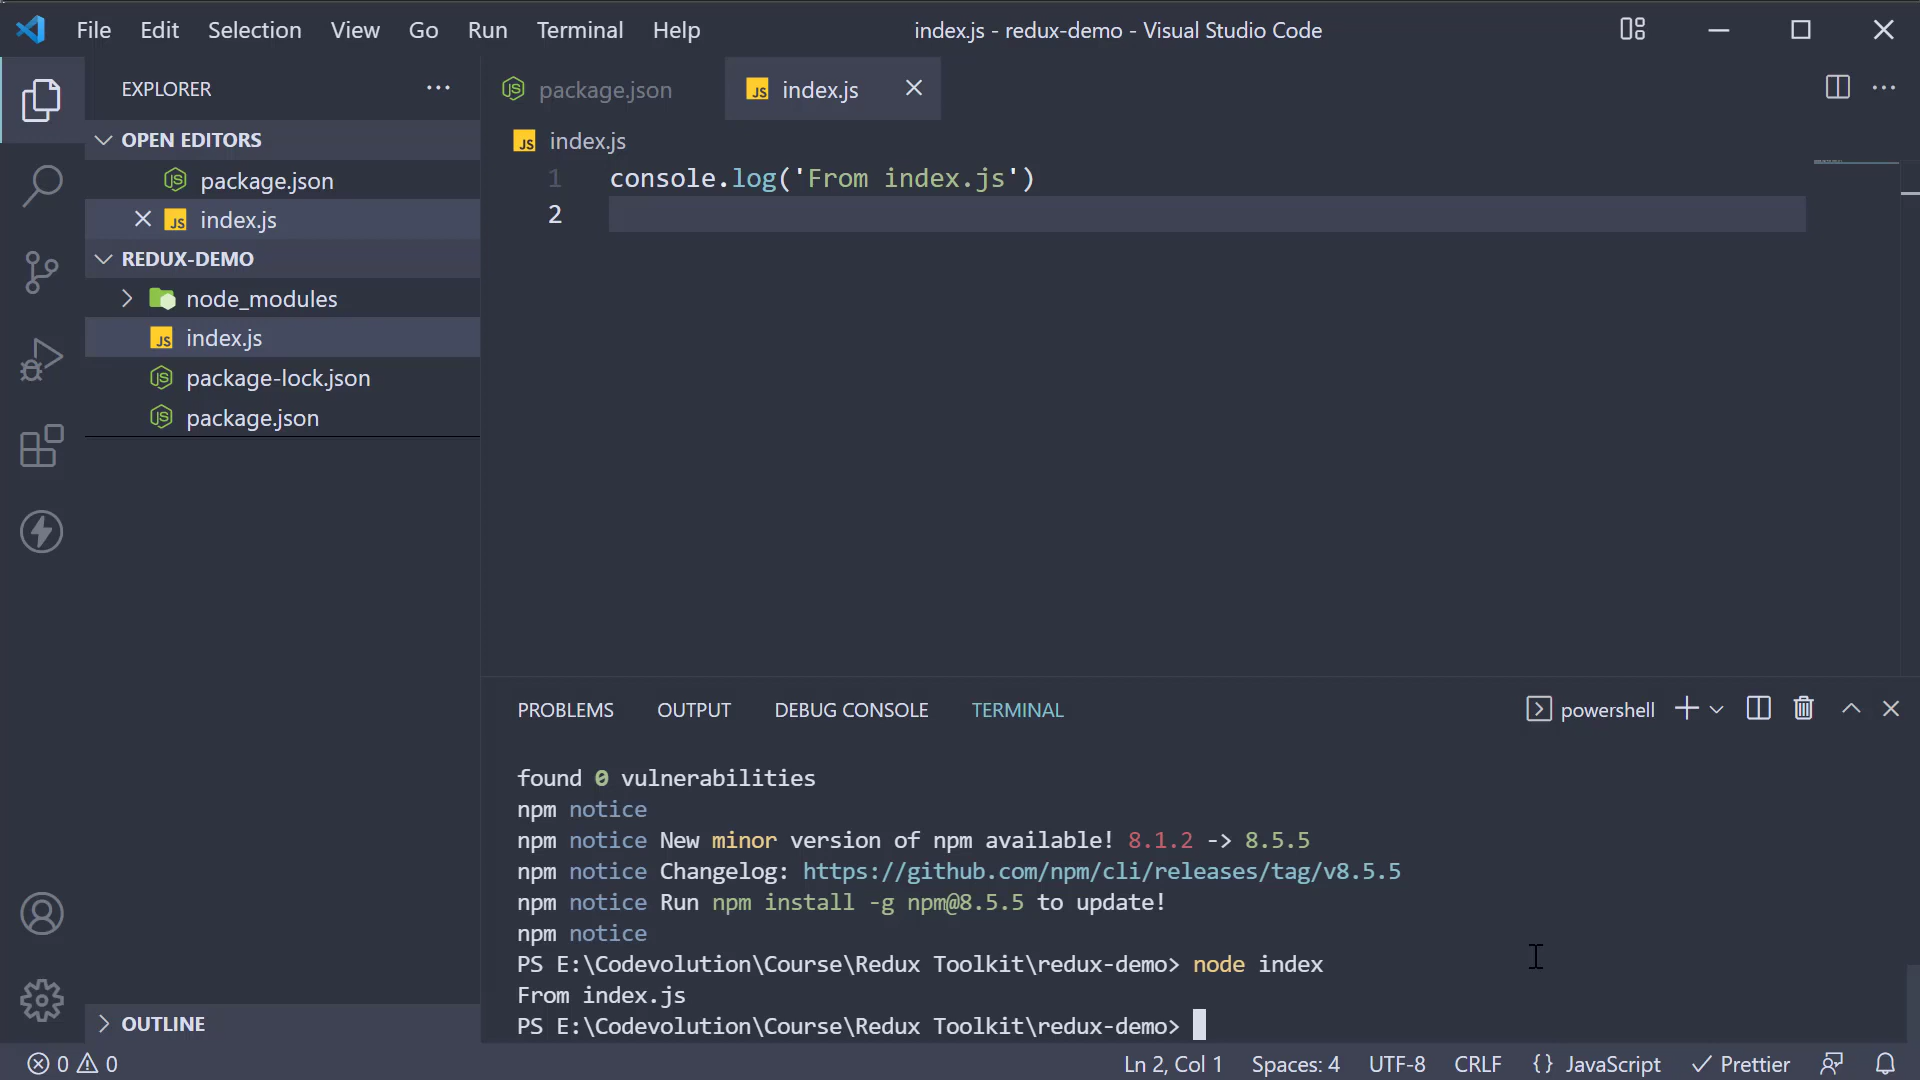 File Edit Selection View Go Run Terminal Help
index.js - redux-demo - Visual Studio Code
EXPLORER
OPEN EDITORS
package.json
index.js
REDUX-DEMO
node_modules
index.js
package-lock.json
package.json
OUTLINE
package.json
index.js
index.js
1 console.log('From index.js')
2
PROBLEMS OUTPUT DEBUG CONSOLE TERMINAL
powershell
found 0 vulnerabilities
npm notice
npm notice New minor version of npm available! 8.1.2 -> 8.5.5
npm notice Changelog: https://github.com/npm/cli/releases/tag/v8.5.5
npm notice Run npm install -g npm@8.5.5 to update!
npm notice
PS E:\Codevolution\Course\Redux Toolkit\redux-demo> node index
From index.js
PS E:\Codevolution\Course\Redux Toolkit\redux-demo>
0 0 Ln 2, Col 1 Spaces: 4 UTF-8 CRLF {} JavaScript Prettier